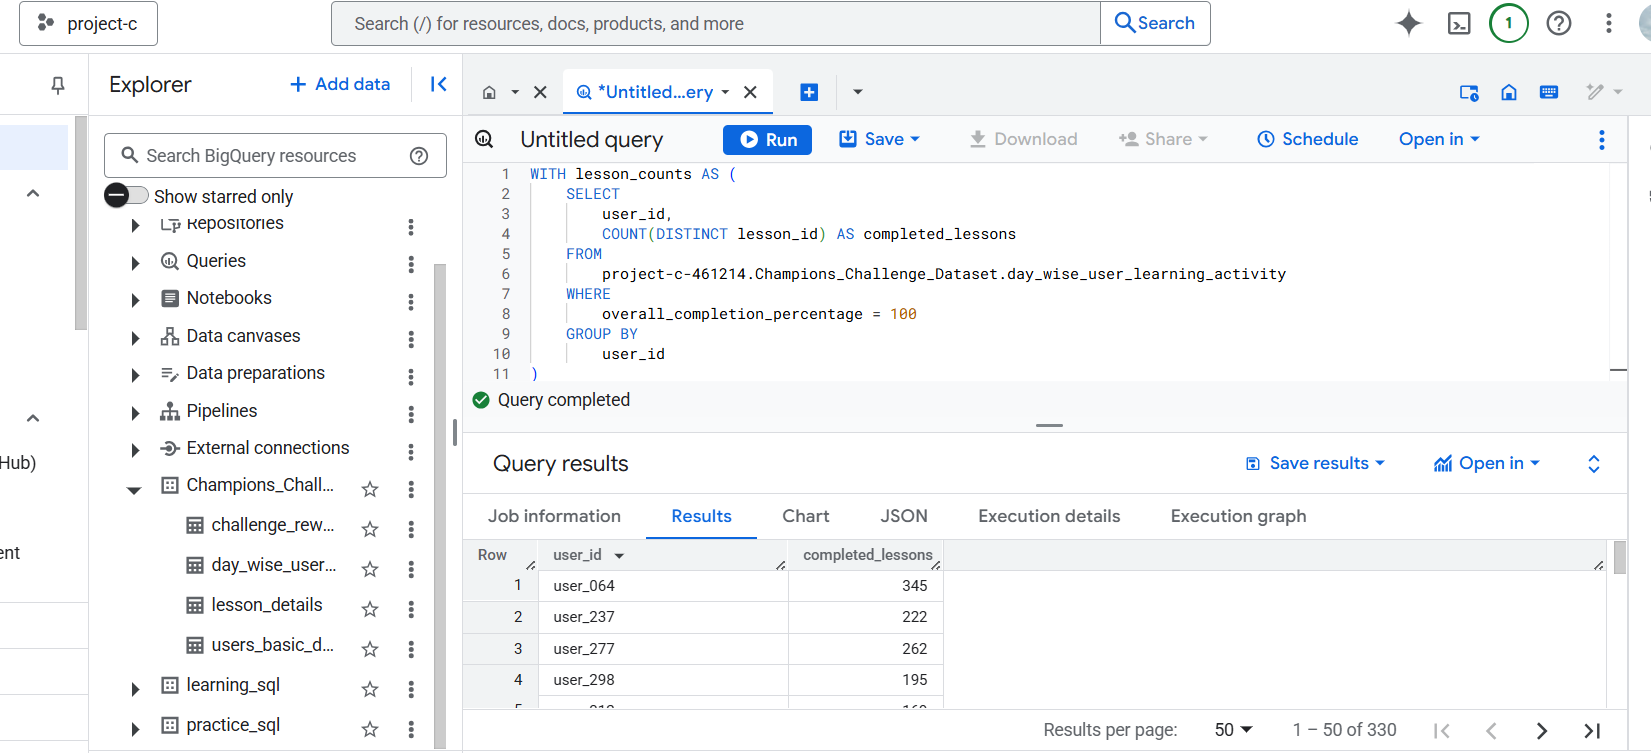 project-c
Search (/) for resources, docs, products, and more
Search
1
Explorer
+ Add data
Search BigQuery resources
Show starred only
Repositories
Queries
Notebooks
Data canvases
Data preparations
Pipelines
External connections
Champions_Chall...
challenge_rew...
day_wise_user...
lesson_details
users_basic_d...
learning_sql
practice_sql
Hub)
ent
*Untitled...ery
Untitled query
Run
Save
Download
Share
Schedule
Open in
1 WITH lesson_counts AS (
2 SELECT
3 user_id,
4 COUNT(DISTINCT lesson_id) AS completed_lessons
5 FROM
6 project-c-461214.Champions_Challenge_Dataset.day_wise_user_learning_activity
7 WHERE
8 overall_completion_percentage = 100
9 GROUP BY
10 user_id
11 )
Query completed
Query results
Save results
Open in
Job information
Results
Chart
JSON
Execution details
Execution graph
Row user_id completed_lessons
1 user_064 345
2 user_237 222
3 user_277 262
4 user_298 195
Results per page: 50 1 – 50 of 330